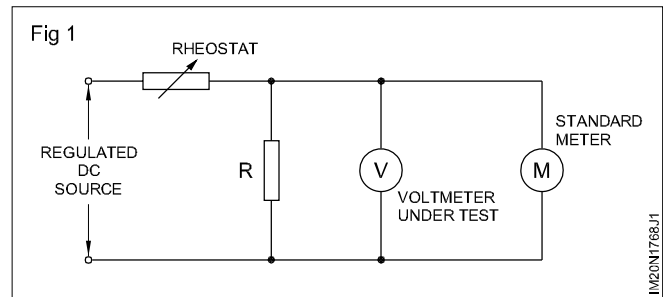 Fig 1
RHEOSTAT
REGULATED
DC
SOURCE
R
V
VOLTMETER
UNDER TEST
STANDARD
METER
M
IM20N1768J1